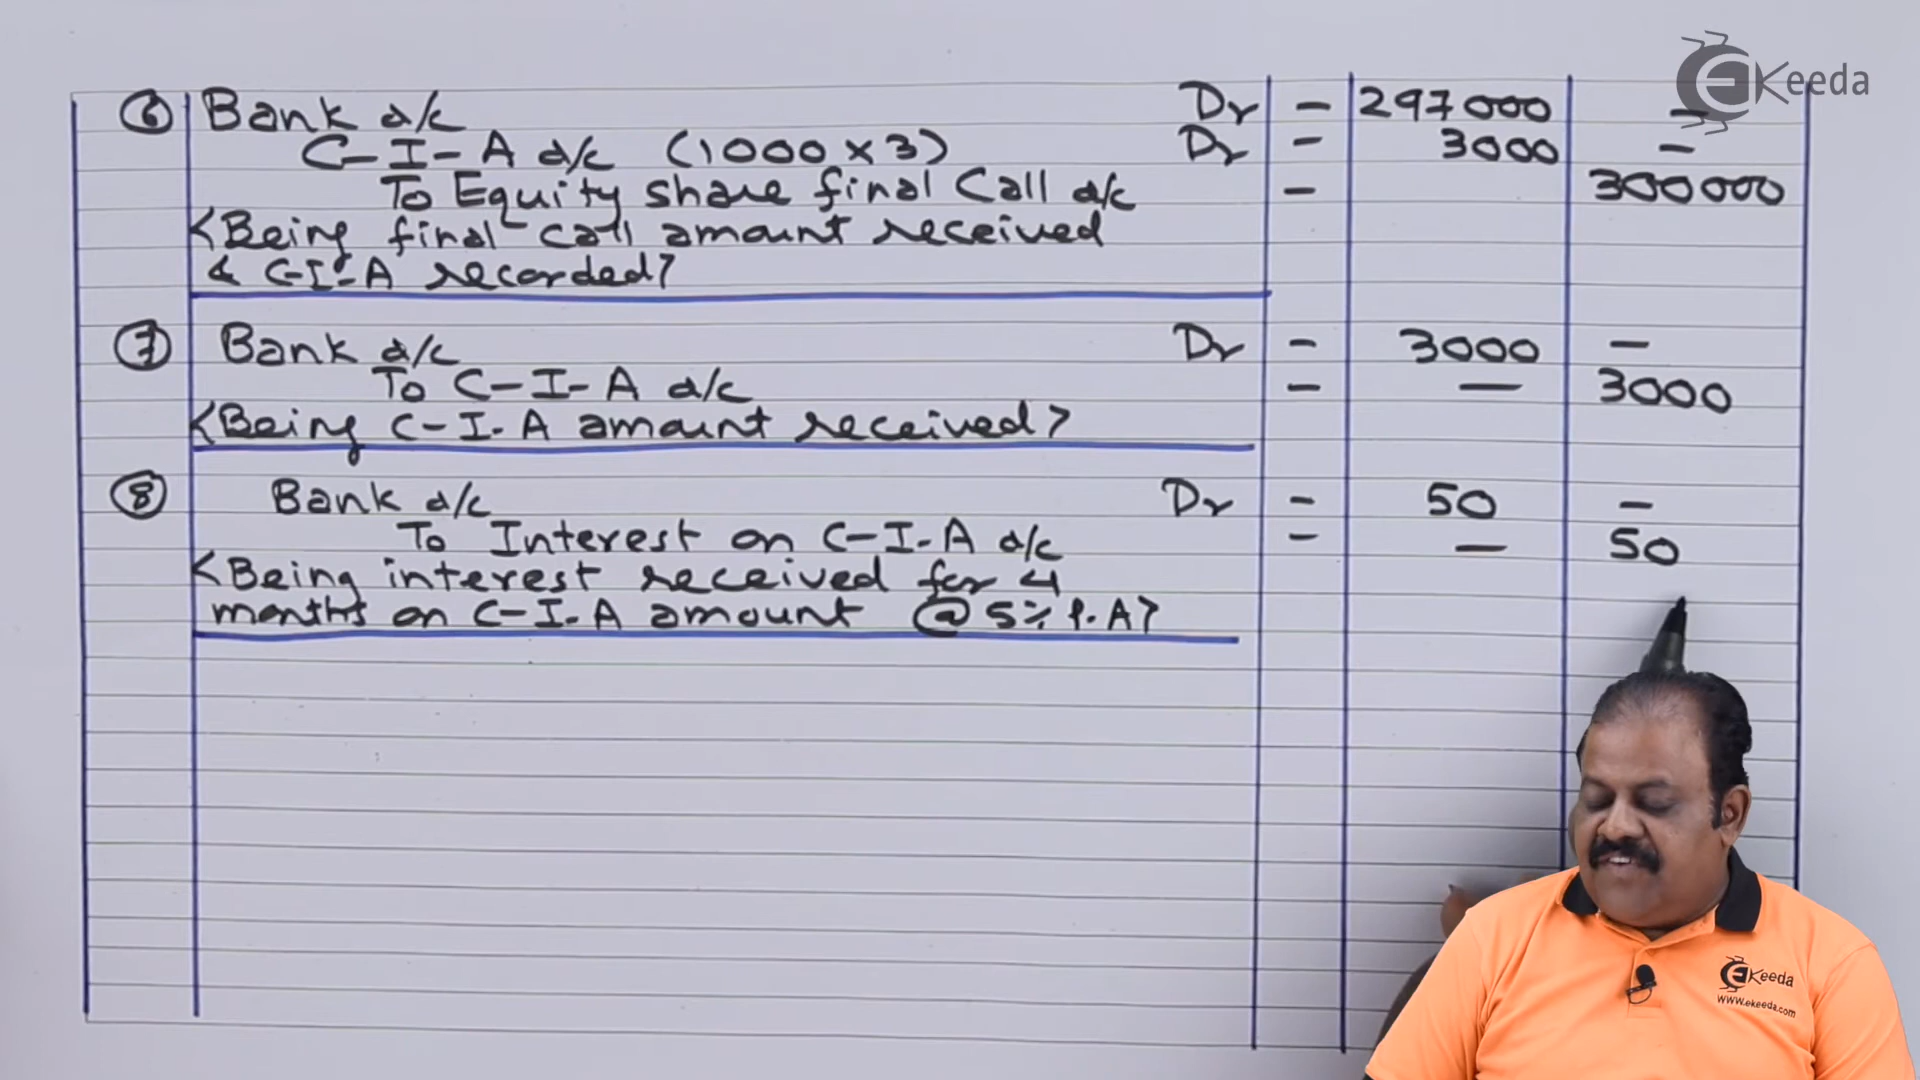 Ekeeda
⑥ Bank a/c Dr - 297000 -
C-I-A a/c (1000 x 3) Dr - 3000 -
To Equity share final Call a/c - 300000
<Being final call amount received
& C-I-A recorded>
⑦ Bank a/c Dr - 3000 -
To C-I-A a/c - - 3000
<Being C-I-A amount received>
⑧ Bank a/c Dr - 50 -
To Interest on C-I-A a/c - - 50
<Being interest received for 4
months on C-I-A amount @ 5% P.A>
Ekeeda
www.ekeeda.com